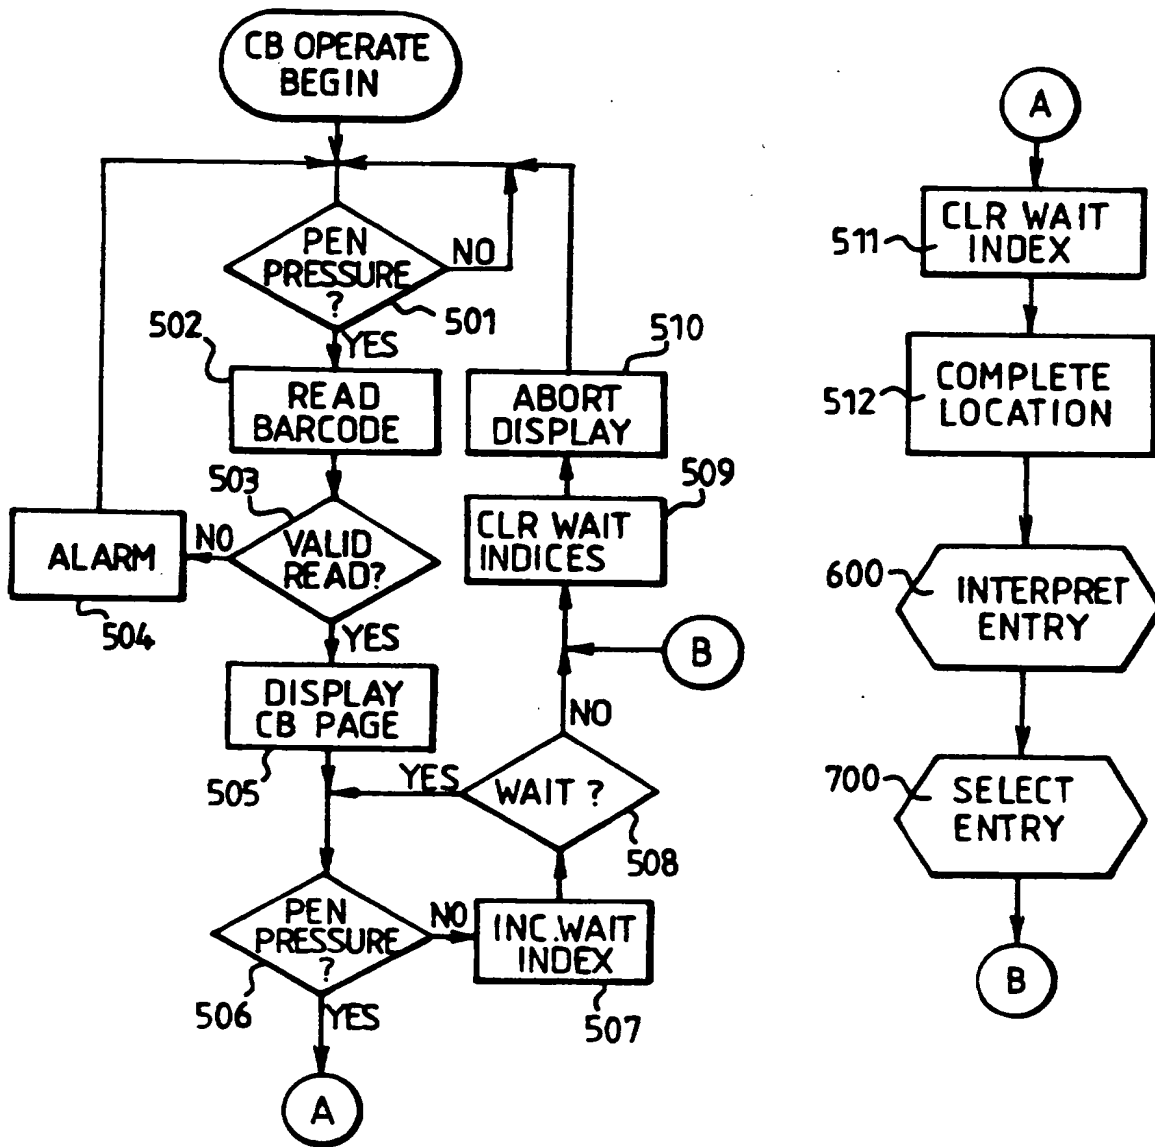 CB OPERATE
BEGIN
PEN
PRESSURE
?
NO
501
YES
502
READ
BARCODE
503
VALID
READ?
NO
ALARM
504
YES
DISPLAY
CB PAGE
505
PEN
PRESSURE
?
506
NO
YES
A
INC.WAIT
INDEX
507
WAIT ?
508
YES
NO
B
CLR WAIT
INDICES
509
ABORT
DISPLAY
510
A
CLR WAIT
INDEX
511
COMPLETE
LOCATION
512
INTERPRET
ENTRY
600
SELECT
ENTRY
700
B